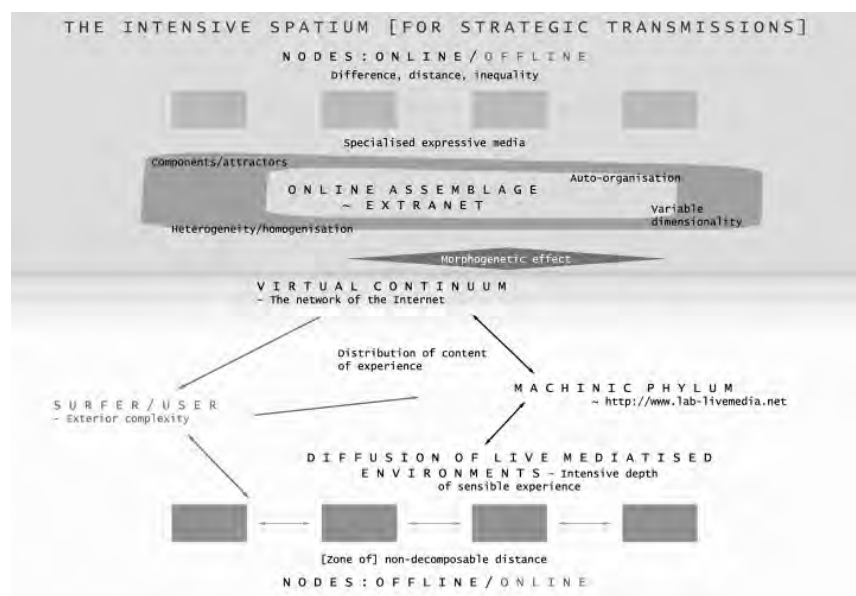 THE INTENSIVE SPATIUM [FOR STRATEGIC TRANSMISSIONS]
NODES:ONLINE/OFFLINE
Difference, distance, inequality
Specialised expressive media
Components/attractors
Auto-organisation
ONLINE ASSEMBLAGE
~ EXTRANET
Variable
dimensionality
Heterogeneity/homogenisation
Morphogenetic effect
VIRTUAL CONTINUUM
~ The network of the Internet
Distribution of content
of experience
MACHINIC PHYLUM
~ http://www.lab-livemedia.net
SURFER/USER
~ Exterior complexity
DIFFUSION OF LIVE MEDIATISED
ENVIRONMENTS ~ Intensive depth
of sensible experience
[Zone of] non-decomposable distance
NODES:OFFLINE/ONLINE